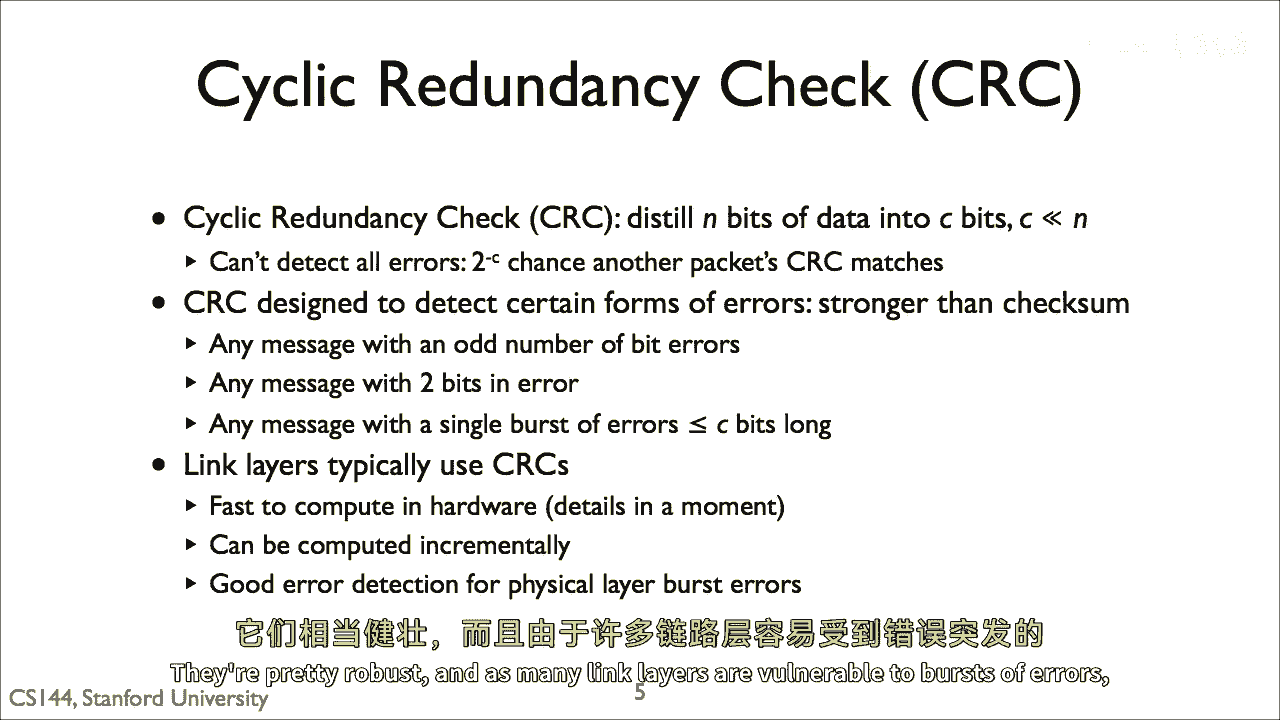 Cyclic Redundancy Check (CRC)
• Cyclic Redundancy Check (CRC): distill n bits of data into c bits, c ≪ n
▸ Can't detect all errors: 2⁻ᶜ chance another packet's CRC matches
• CRC designed to detect certain forms of errors: stronger than checksum
▸ Any message with an odd number of bit errors
▸ Any message with 2 bits in error
▸ Any message with a single burst of errors ≤ c bits long
• Link layers typically use CRCs
▸ Fast to compute in hardware (details in a moment)
▸ Can be computed incrementally
▸ Good error detection for physical layer burst errors
它们相当健壮，而且由于许多链路层容易受到错误突发的
They're pretty robust, and as many link layers are vulnerable to bursts of errors,
CS144, Stanford University
5